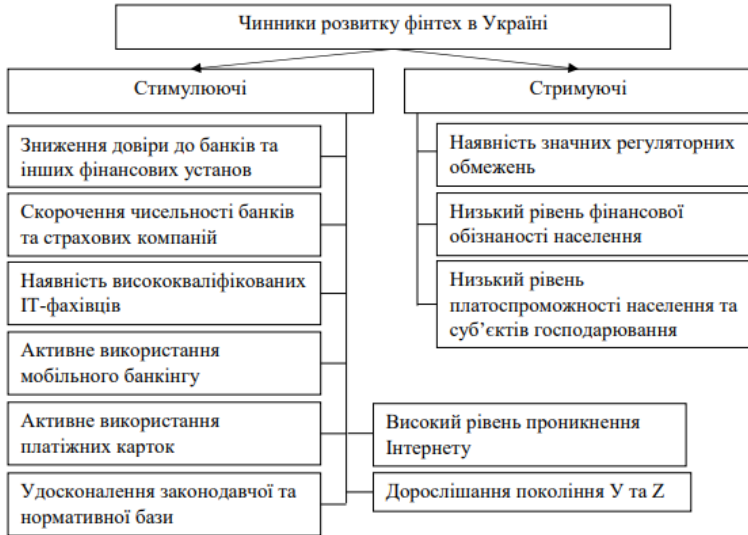 Чинники розвитку фінтех в Україні
Стимулюючі
Зниження довіри до банків та
інших фінансових установ
Скорочення чисельності банків
та страхових компаній
Наявність висококваліфікованих
ІТ-фахівців
Активне використання
мобільного банкінгу
Активне використання
платіжних карток
Удосконалення законодавчої та
нормативної бази
Високий рівень проникнення
Інтернету
Дорослішання покоління У та Z
Стримуючі
Наявність значних регуляторних
обмежень
Низький рівень фінансової
обізнаності населення
Низький рівень
платоспроможності населення та
суб’єктів господарювання